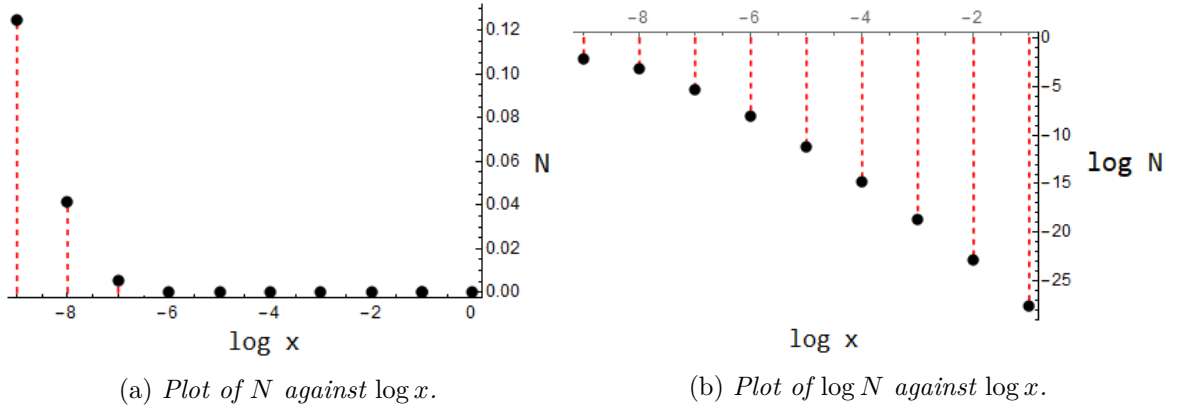 0.12
0.10
0.08
0.06
0.04
0.02
0.00
N
-8 -6 -4 -2 0
log x
(a) Plot of N against log x.
-8 -6 -4 -2
0
-5
-10
-15
-20
-25
log N
log x
(b) Plot of log N against log x.